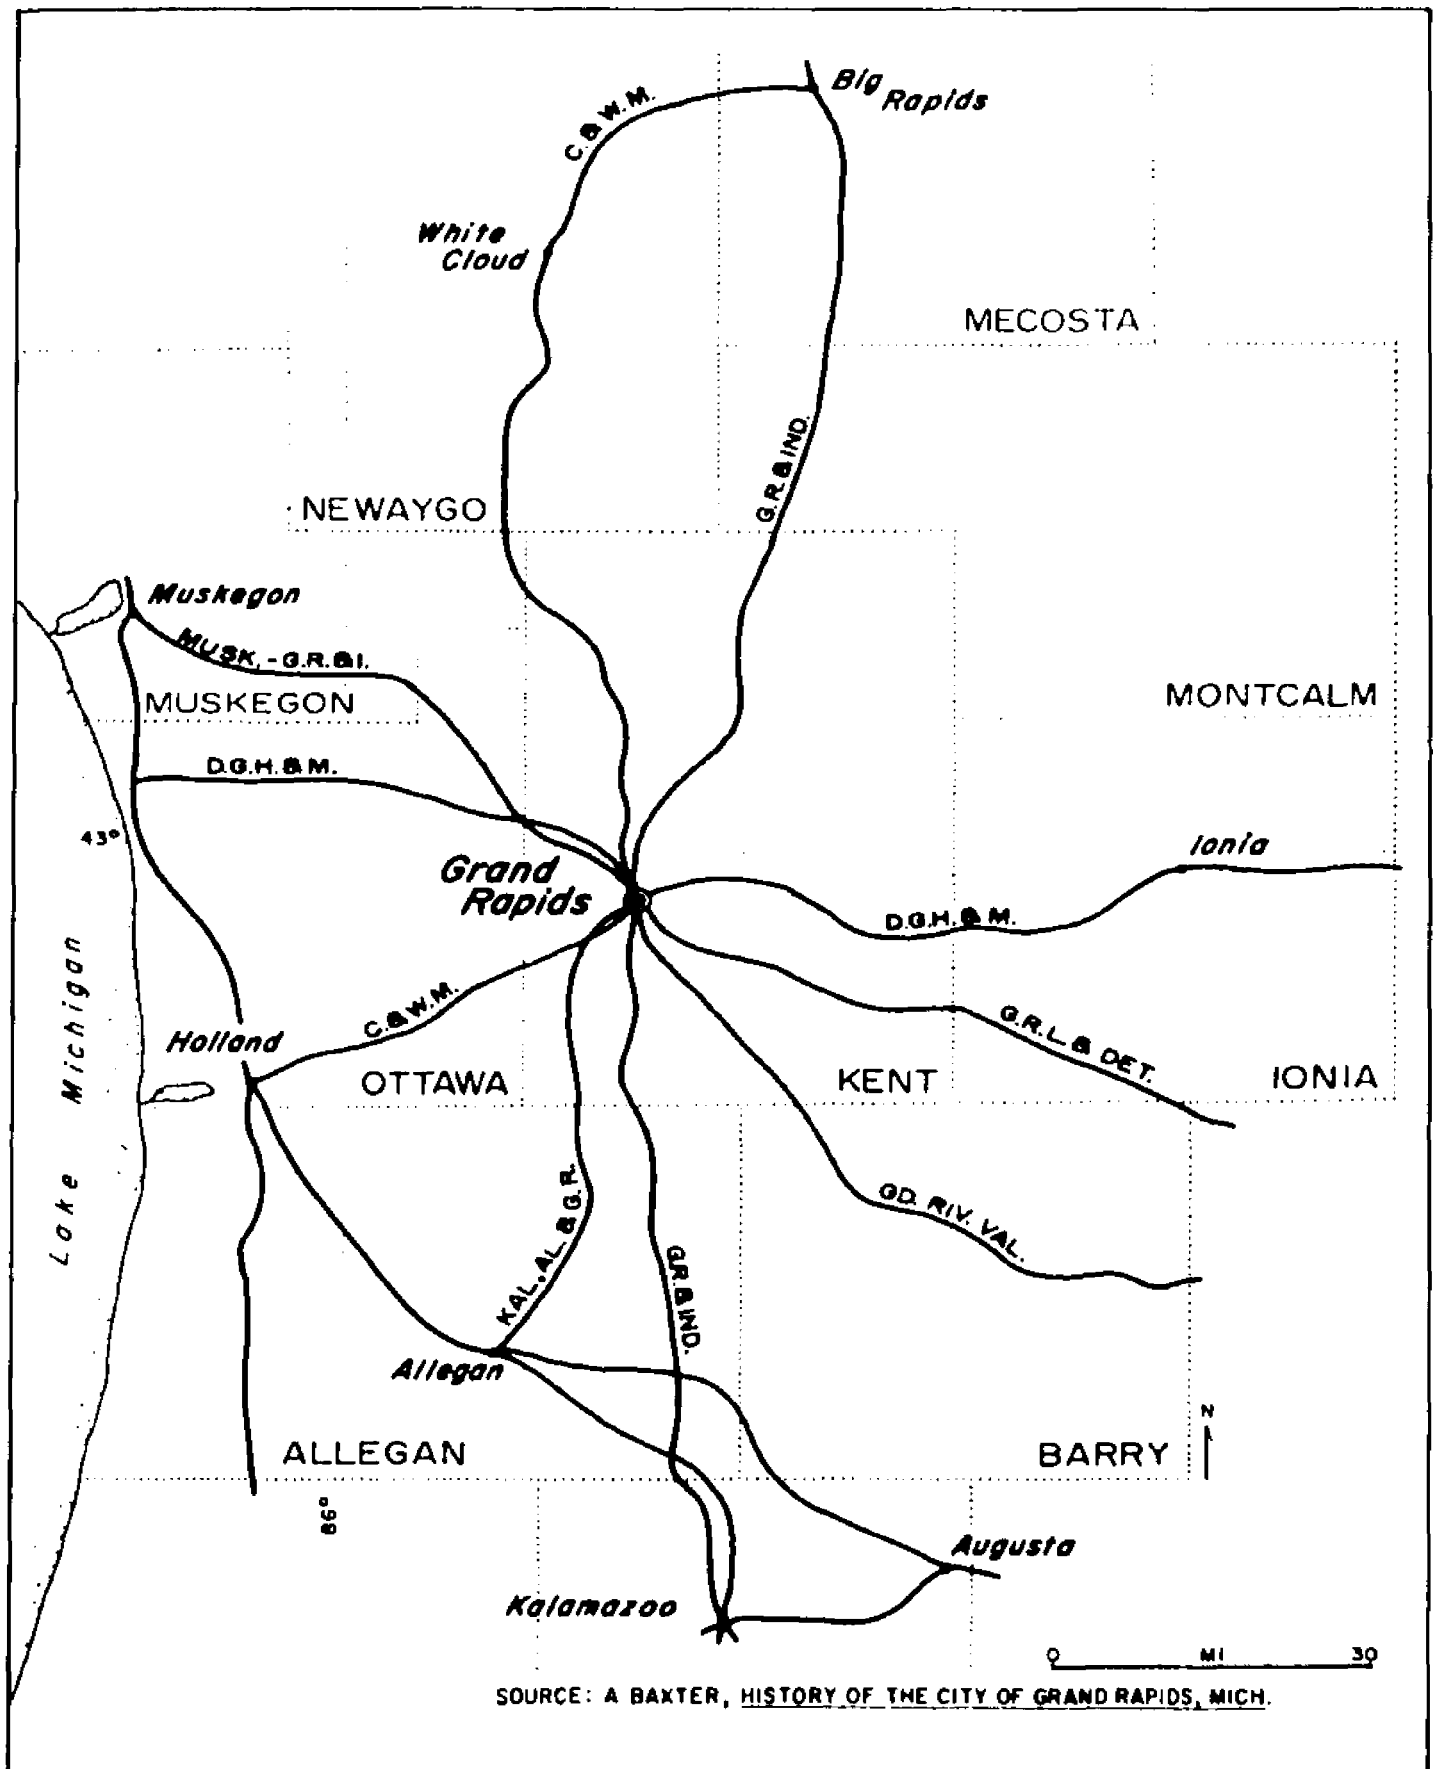 Big
Rapids
C. & W. M.
White
Cloud
MECOSTA
G.R. & IND.
NEWAYGO
Muskegon
MUSK. - G.R. & I.
MUSKEGON
MONTCALM
D.G.H. & M.
43°
Ionia
Grand
Rapids
D.G.H. & M.
Lake Michigan
C. & W. M.
G.R. L. & DET.
Holland
OTTAWA
KENT
IONIA
KAL., AL. & G.R.
GD. RIV. VAL.
G.R. & IND.
Allegan
N
ALLEGAN
BARRY
86°
Augusta
Kalamazoo
0 MI 30
SOURCE: A BAXTER, HISTORY OF THE CITY OF GRAND RAPIDS, MICH.